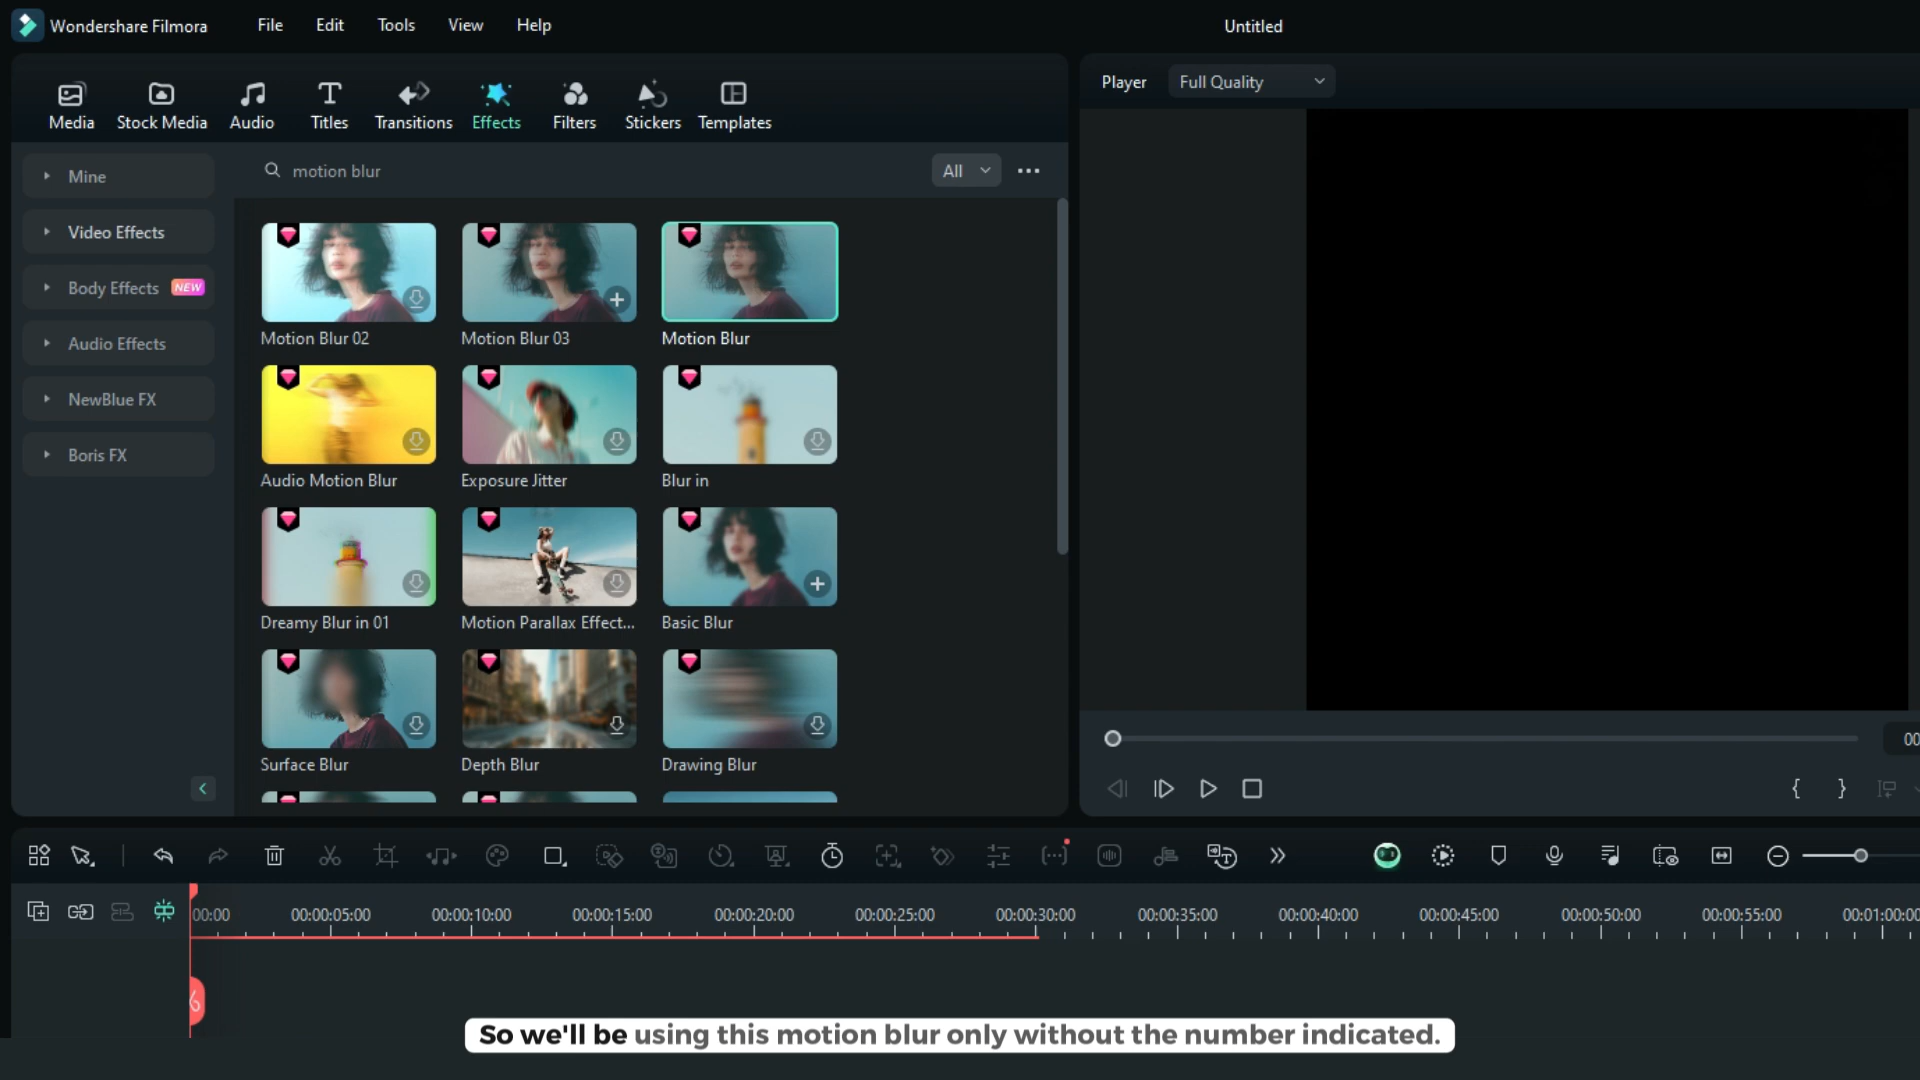 Wondershare Filmora
File
Edit
Tools
View
Help
Untitled
Media
Stock Media
Audio
Titles
Transitions
Effects
Filters
Stickers
Templates
Player
Full Quality
motion blur
All
Mine
Video Effects
Body Effects
NEW
Audio Effects
NewBlue FX
Boris FX
Motion Blur 02
Motion Blur 03
Motion Blur
Audio Motion Blur
Exposure Jitter
Blur in
Dreamy Blur in 01
Motion Parallax Effect...
Basic Blur
Surface Blur
Depth Blur
Drawing Blur
00
00:00
00:00:05:00
00:00:10:00
00:00:15:00
00:00:20:00
00:00:25:00
00:00:30:00
00:00:35:00
00:00:40:00
00:00:45:00
00:00:50:00
00:00:55:00
00:01:00:00
So we'll be using this motion blur only without the number indicated.